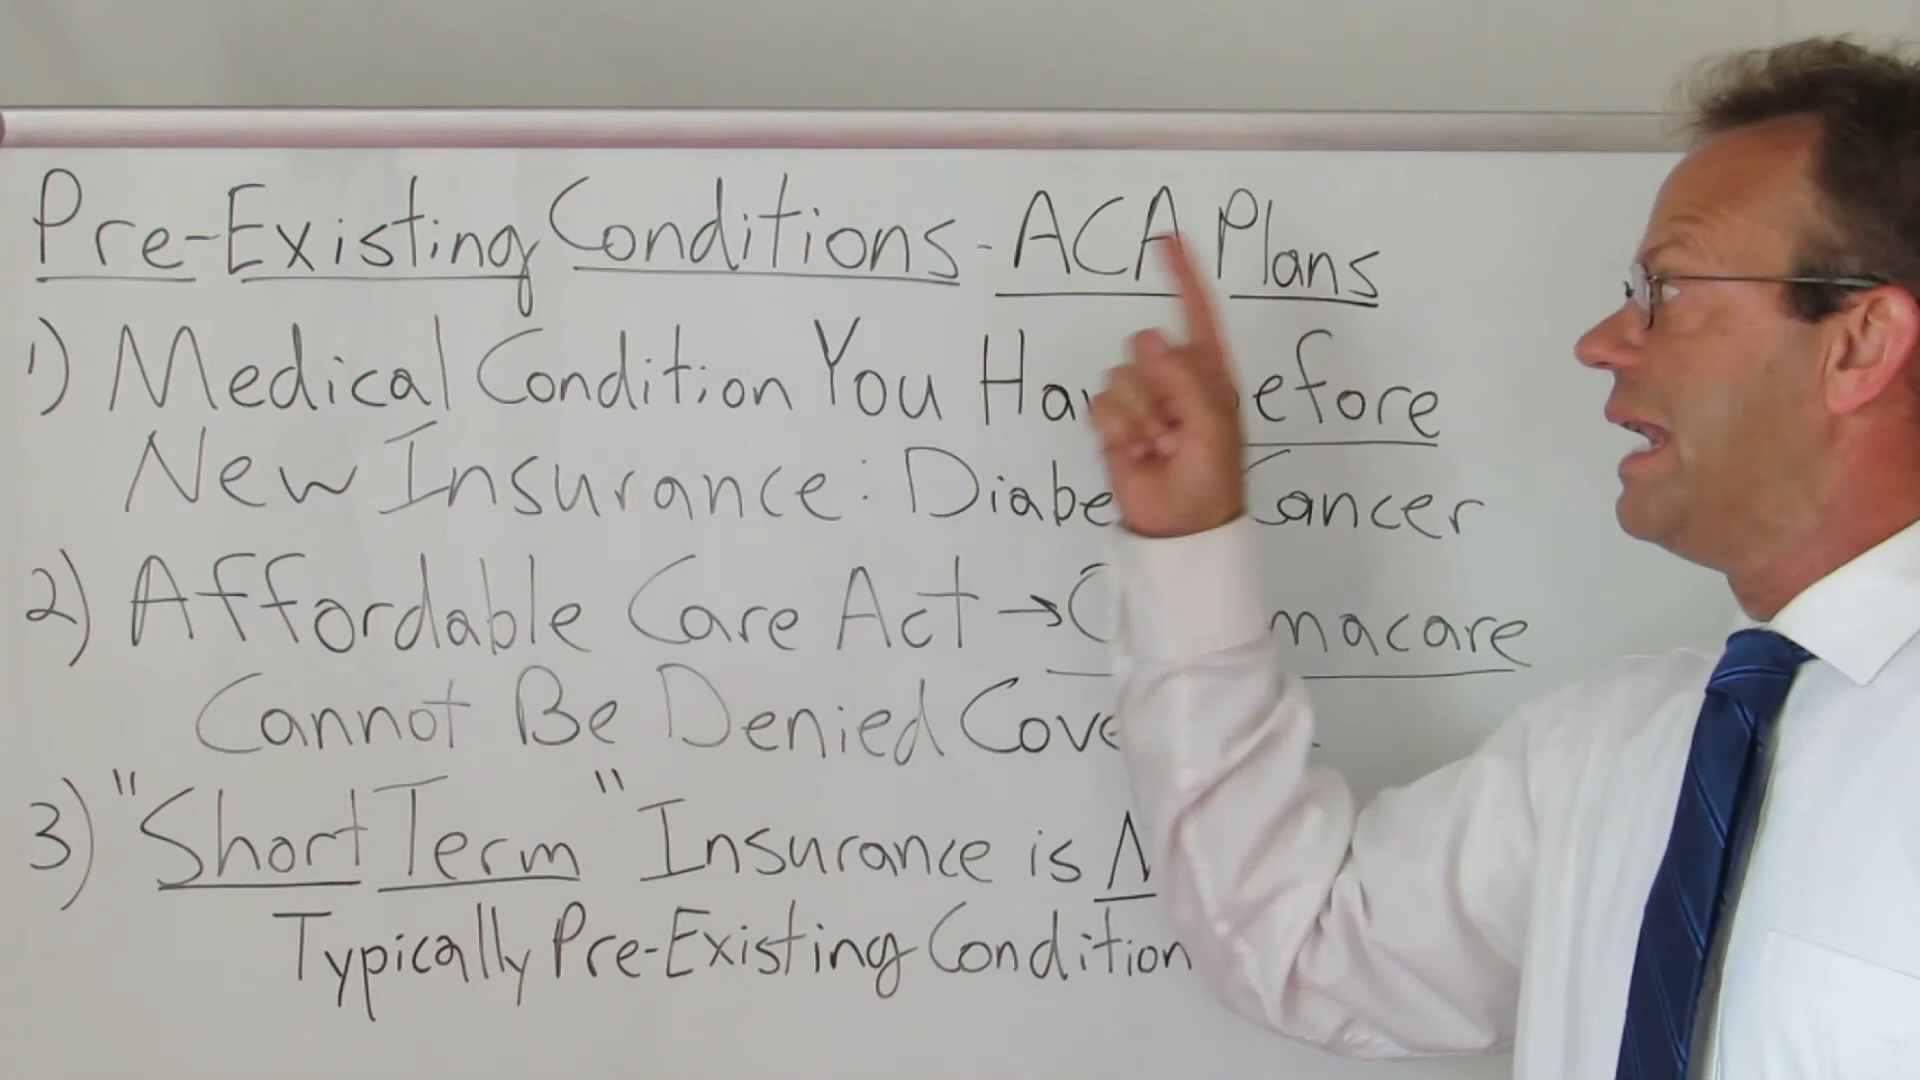 Pre-Existing Conditions - ACA Plans
1) Medical Condition You Ha efore
New Insurance: Diabe Cancer
2) Affordable Care Act → O macare
Cannot Be Denied Cove .
3) "Short Term" Insurance is N
Typically Pre-Existing Condition